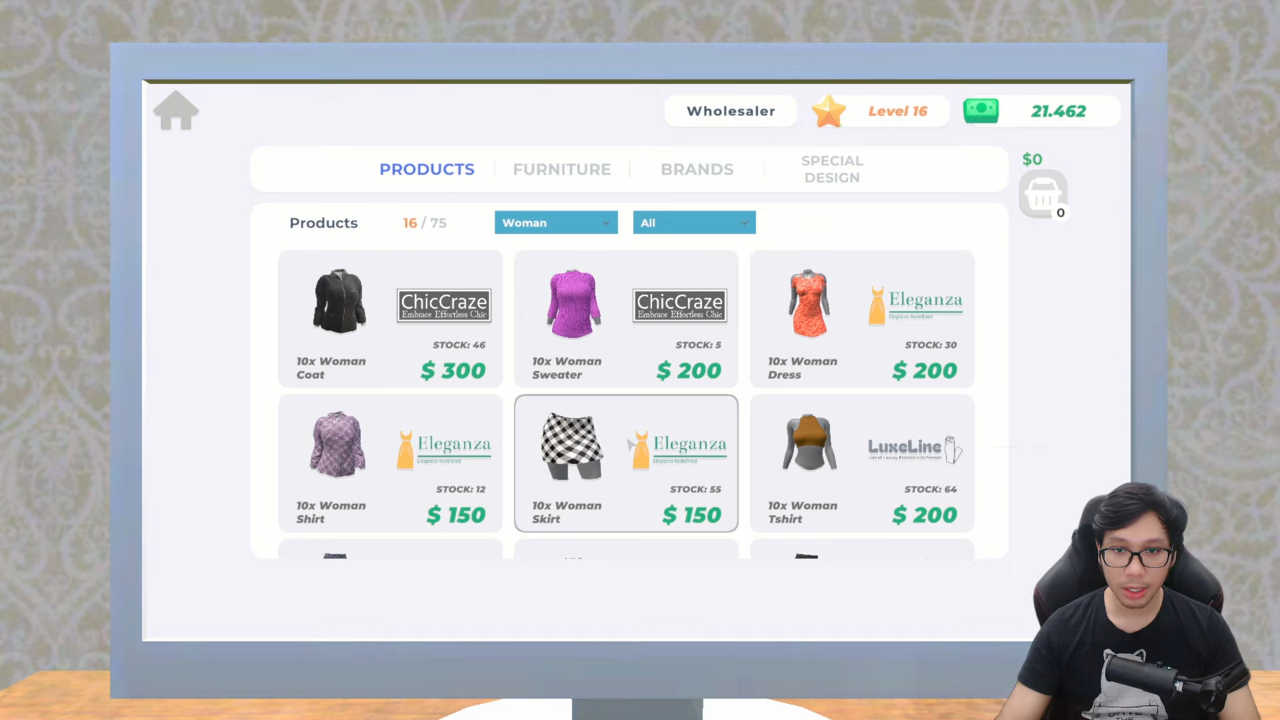 Wholesaler
Level 16
21.462
PRODUCTS
FURNITURE
BRANDS
SPECIAL
DESIGN
$0
0
Products
16 / 75
Woman
All
ChicCraze
Embrace Effortless Chic
STOCK: 46
10x Woman
Coat
$ 300
ChicCraze
Embrace Effortless Chic
STOCK: 5
10x Woman
Sweater
$ 200
Eleganza
STOCK: 30
10x Woman
Dress
$ 200
Eleganza
STOCK: 12
10x Woman
Shirt
$ 150
Eleganza
STOCK: 55
10x Woman
Skirt
$ 150
LuxeLine
STOCK: 64
10x Woman
Tshirt
$ 200